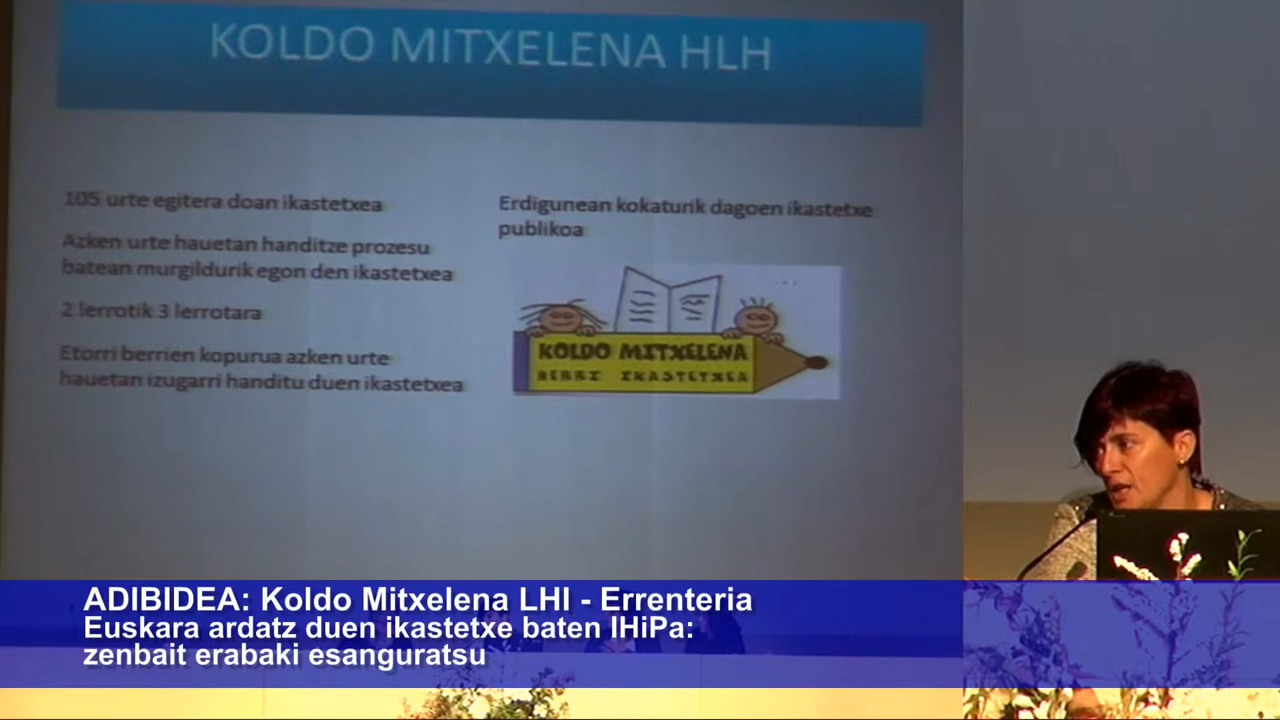 KOLDO MITXELENA HLH
105 urte egitera doan ikastetxea
Azken urte hauetan handitze prozesu
batean murgildurik egon den ikastetxea
2 lerrotik 3 lerrotara
Etorri berrien kopurua azken urte
hauetan izugarri handitu duen ikastetxea
Erdigunean kokaturik dagoen ikastetxe
publikoa
KOLDO MITXELENA
HERRI IKASTETXEA
ADIBIDEA: Koldo Mitxelena LHI - Errenteria
Euskara ardatz duen ikastetxe baten IHiPa:
zenbait erabaki esanguratsu